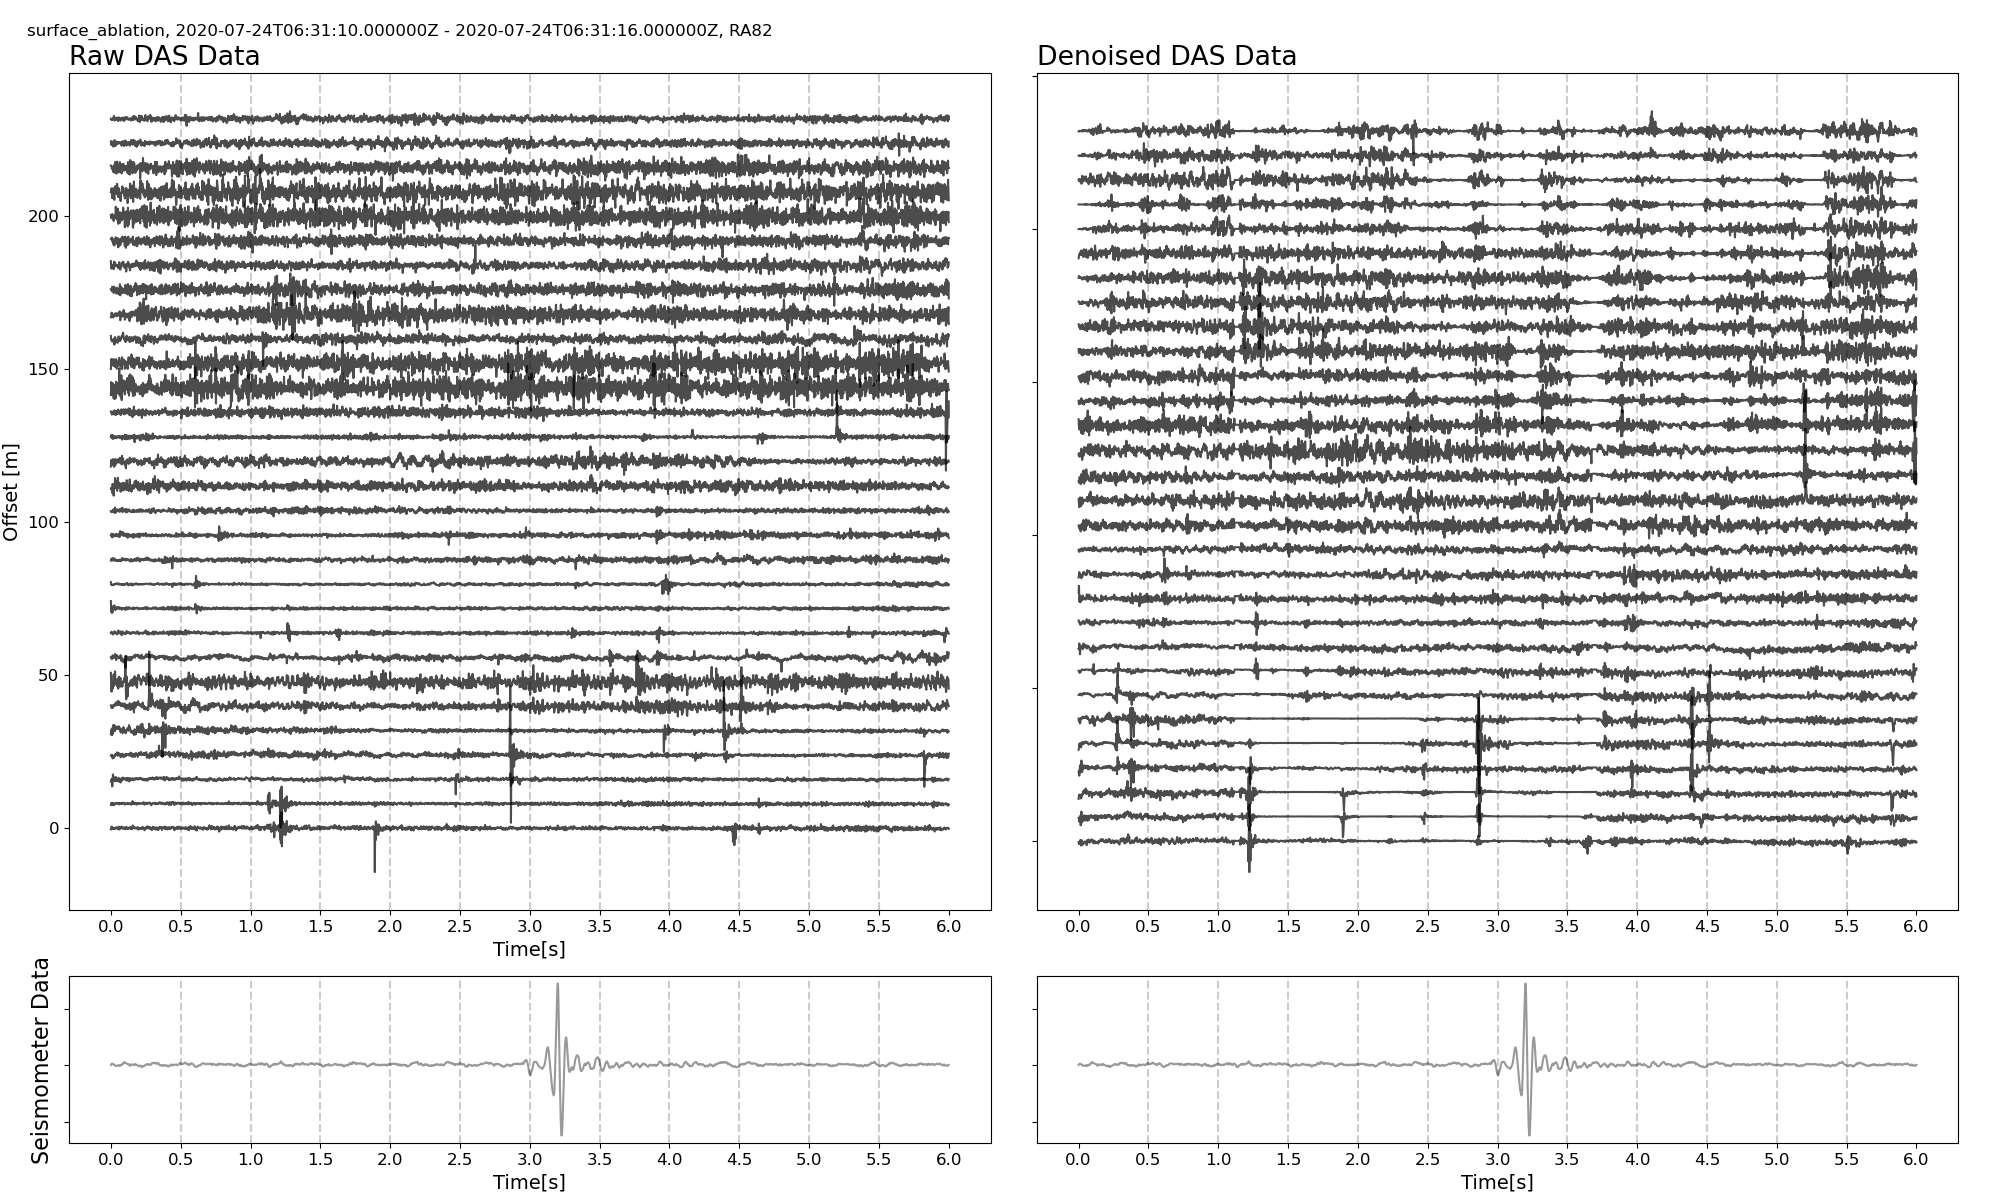 surface_ablation, 2020-07-24T06:31:10.000000Z - 2020-07-24T06:31:16.000000Z, RA82
Raw DAS Data
Denoised DAS Data
Offset [m]
200
150
100
50
0
0.0 0.5 1.0 1.5 2.0 2.5 3.0 3.5 4.0 4.5 5.0 5.5 6.0
Time[s]
0.0 0.5 1.0 1.5 2.0 2.5 3.0 3.5 4.0 4.5 5.0 5.5 6.0
Seismometer Data
0.0 0.5 1.0 1.5 2.0 2.5 3.0 3.5 4.0 4.5 5.0 5.5 6.0
Time[s]
0.0 0.5 1.0 1.5 2.0 2.5 3.0 3.5 4.0 4.5 5.0 5.5 6.0
Time[s]